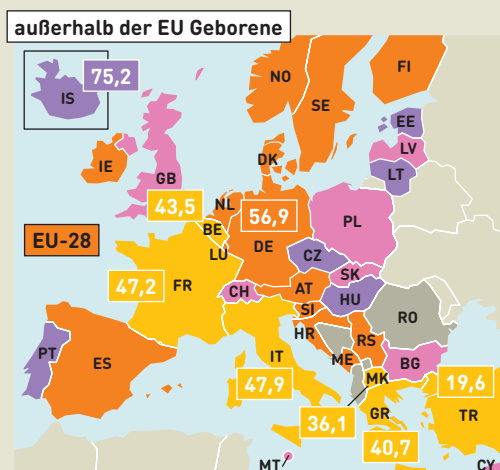 außerhalb der EU Geborene
75,2
IS
NO
SE
FI
EE
LV
LT
DK
IE
GB
43,5
NL
56,9
BE
DE
PL
EU-28
LU
CZ
47,2
FR
SK
CH
AT
HU
SI
RO
HR
PT
ES
IT
ME
RS
BG
47,9
MK
19,6
36,1
GR
TR
40,7
MT
CY